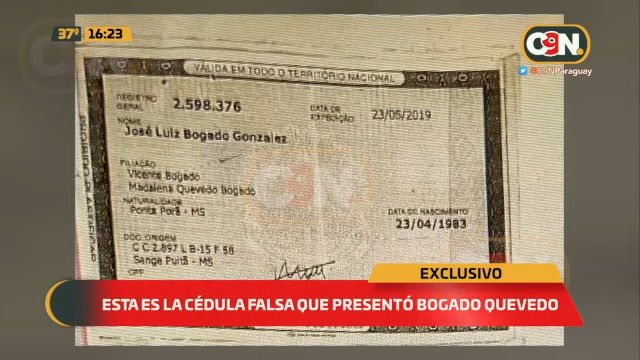 37º 16:23
C9N
@C9NParaguay
VÁLIDA EM TODO O TERRITÓRIO NACIONAL
REGISTRO GERAL 2.598.376 DATA DE EXPEDIÇÃO 23/05/2019
NOME
José Luiz Bogado Gonzalez
FILIAÇÃO
Vicente Bogado
Madalena Quevedo Bogado
NATURALIDADE
Ponta Porã - MS
DATA DE NASCIMENTO
23/04/1983
DOC ORIGEM
C C 2.897 L B-15 F 58
Sanga Puitã - MS
CPF
C9N
EXCLUSIVO
ESTA ES LA CÉDULA FALSA QUE PRESENTÓ BOGADO QUEVEDO